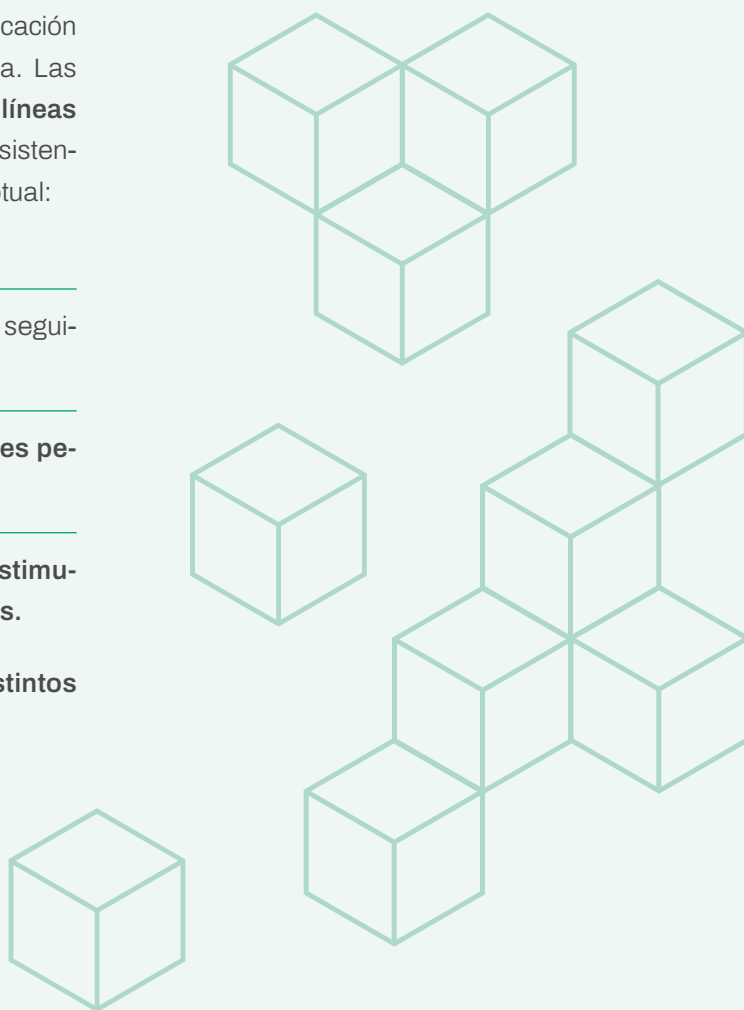 cación
a. Las
líneas
sisten-
tual:
segui-
es pe-
stimu-
s.
stintos